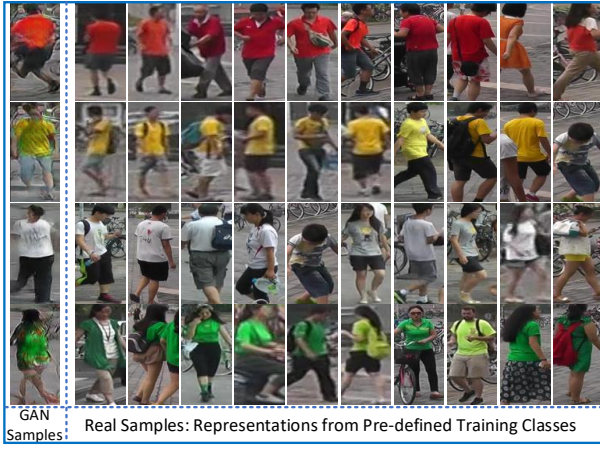 GAN
Samples
Real Samples: Representations from Pre-defined Training Classes